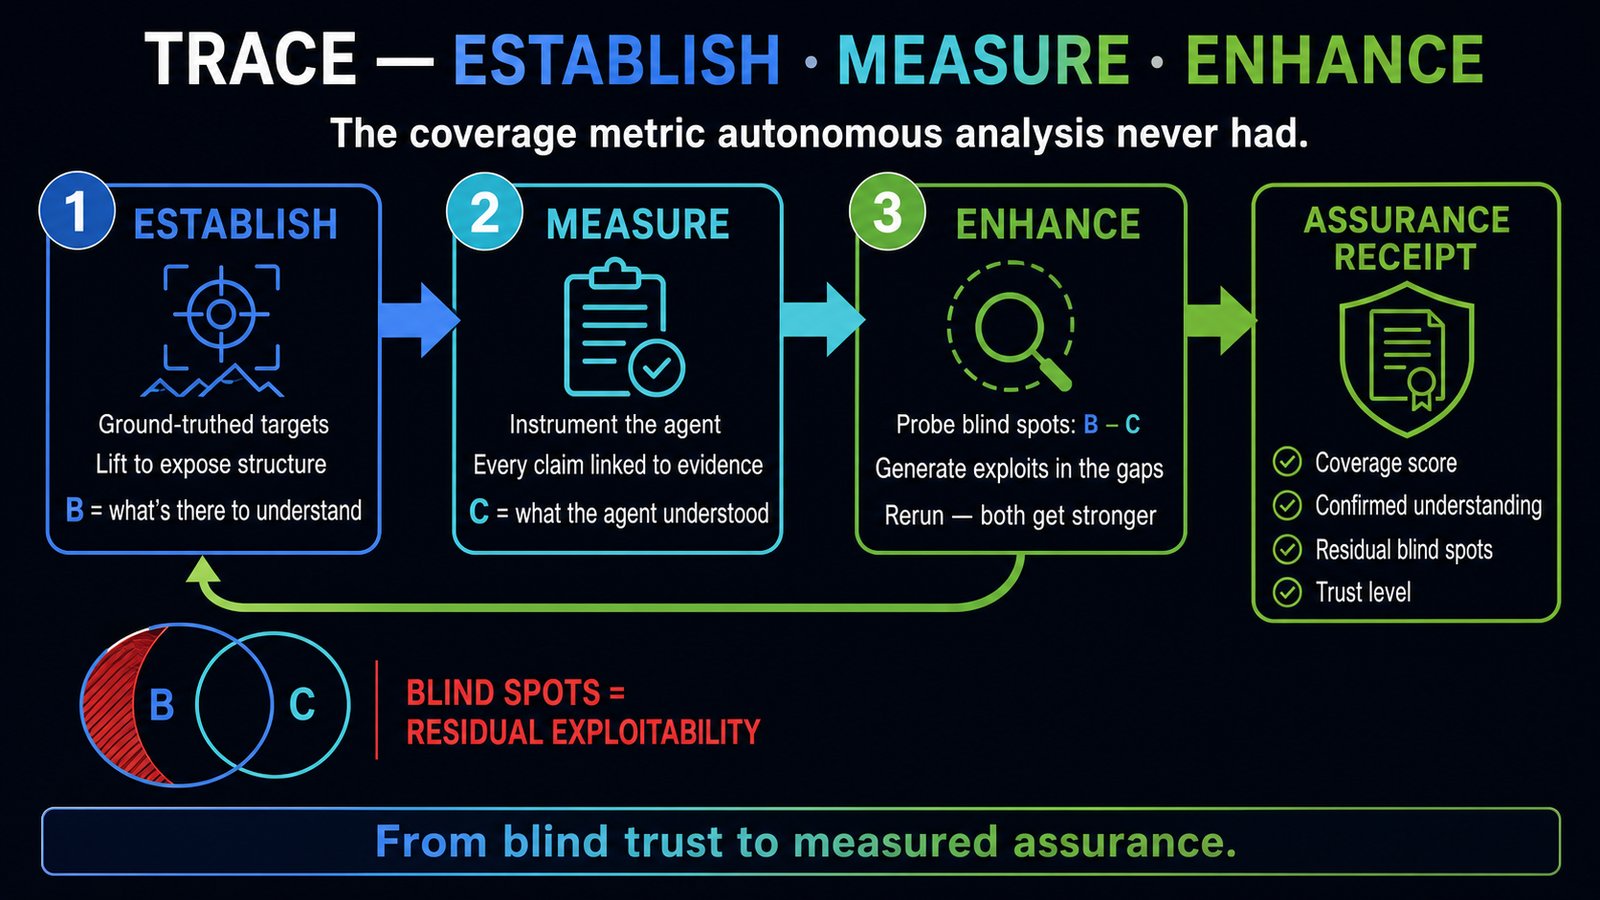 TRACE — ESTABLISH · MEASURE · ENHANCE
The coverage metric autonomous analysis never had.
1
ESTABLISH
Ground-truthed targets
Lift to expose structure
B = what's there to understand
2
MEASURE
Instrument the agent
Every claim linked to evidence
C = what the agent understood
3
ENHANCE
Probe blind spots: B – C
Generate exploits in the gaps
Rerun — both get stronger
ASSURANCE
RECEIPT
Coverage score
Confirmed understanding
Residual blind spots
Trust level
B
C
BLIND SPOTS =
RESIDUAL EXPLOITABILITY
From blind trust to measured assurance.